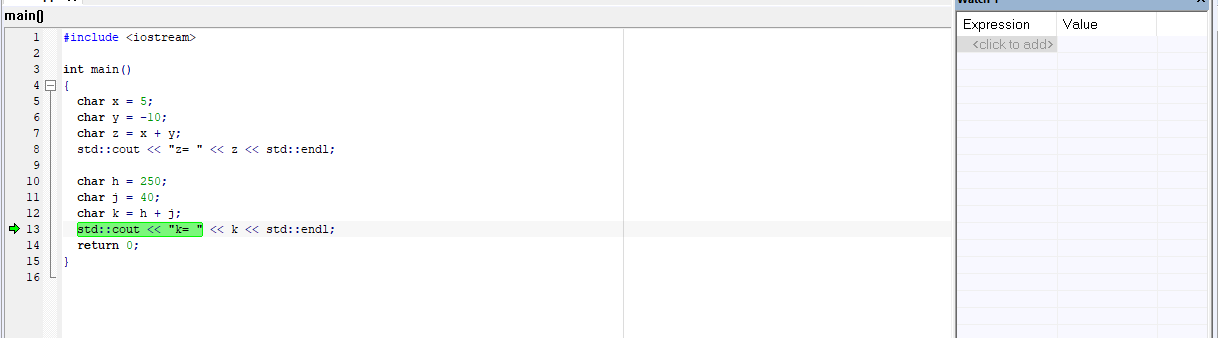 main()
Watch 1
Expression Value
<click to add>
1 #include <iostream>
2
3 int main()
4 {
5 char x = 5;
6 char y = -10;
7 char z = x + y;
8 std::cout << "z= " << z << std::endl;
9
10 char h = 250;
11 char j = 40;
12 char k = h + j;
13 std::cout << "k= " << k << std::endl;
14 return 0;
15 }
16